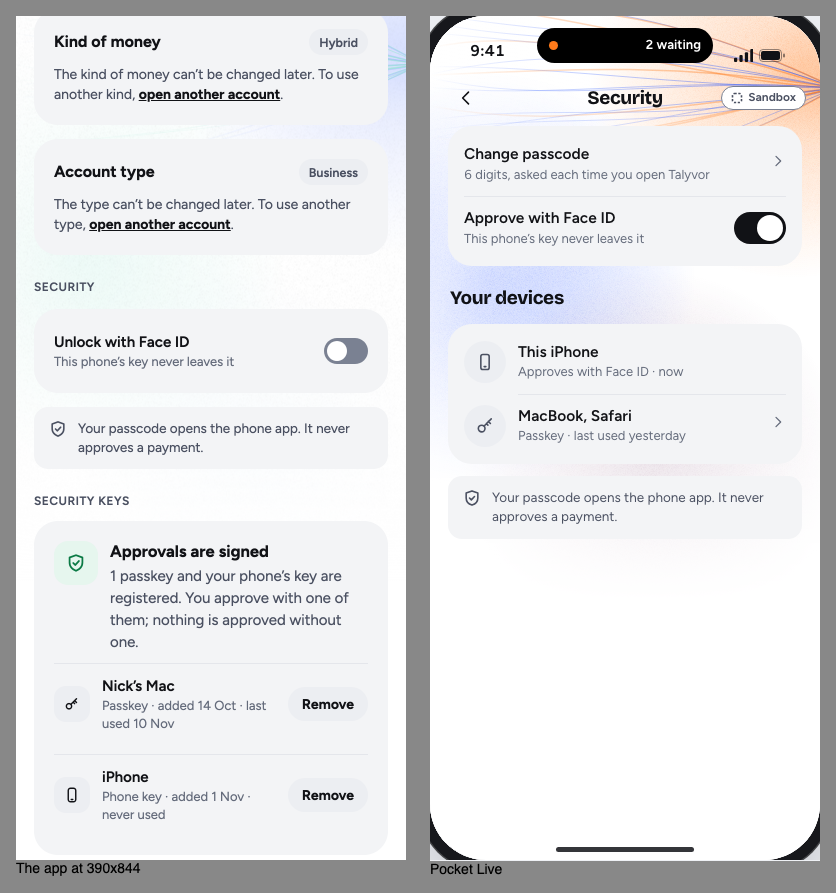 Kind of money
Hybrid
The kind of money can’t be changed later. To use
another kind, open another account.
Account type
Business
The type can’t be changed later. To use another
type, open another account.
SECURITY
Unlock with Face ID
This phone’s key never leaves it
Your passcode opens the phone app. It never
approves a payment.
SECURITY KEYS
Approvals are signed
1 passkey and your phone’s key are
registered. You approve with one of
them; nothing is approved without
one.
Nick’s Mac
Passkey · added 14 Oct · last
used 10 Nov
Remove
iPhone
Phone key · added 1 Nov ·
never used
Remove
The app at 390x844
9:41
2 waiting
Security
Sandbox
Change passcode
6 digits, asked each time you open Talyvor
Approve with Face ID
This phone’s key never leaves it
Your devices
This iPhone
Approves with Face ID · now
MacBook, Safari
Passkey · last used yesterday
Your passcode opens the phone app. It never
approves a payment.
Pocket Live